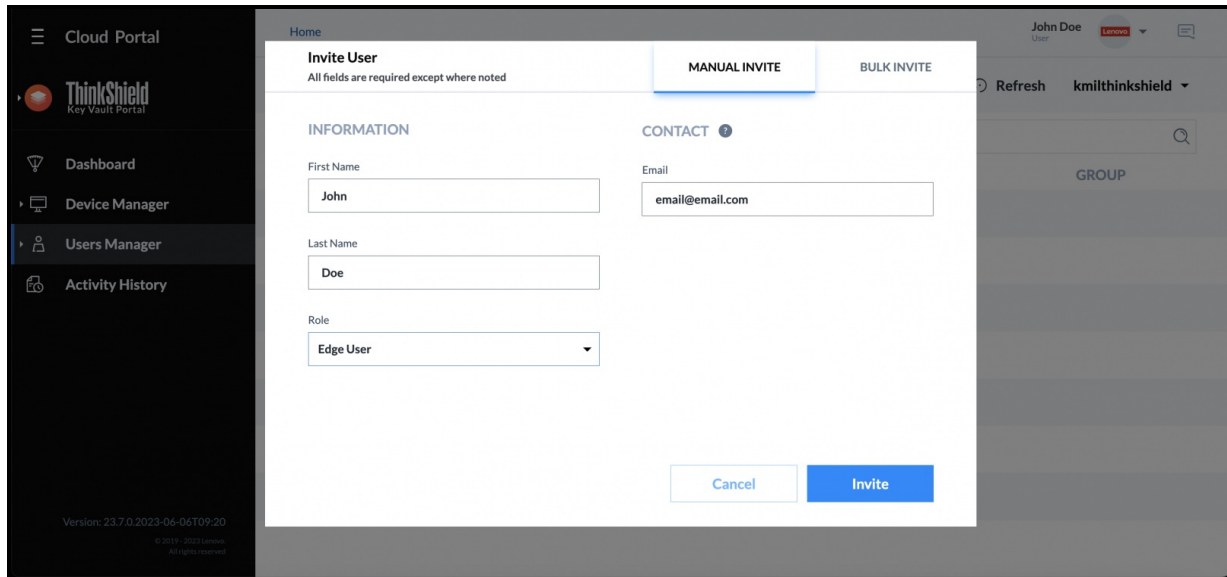 Cloud Portal
ThinkShield
Key Vault Portal
Dashboard
Device Manager
Users Manager
Activity History
Version: 23.7.0.2023-06-06T09:20
© 2019 - 2023 Lenovo
All rights reserved
Home
John Doe
User
Lenovo
Refresh
kmilthinkshield
GROUP
Invite User
All fields are required except where noted
MANUAL INVITE
BULK INVITE
INFORMATION
First Name
John
Last Name
Doe
Role
Edge User
CONTACT ?
Email
email@email.com
Cancel
Invite